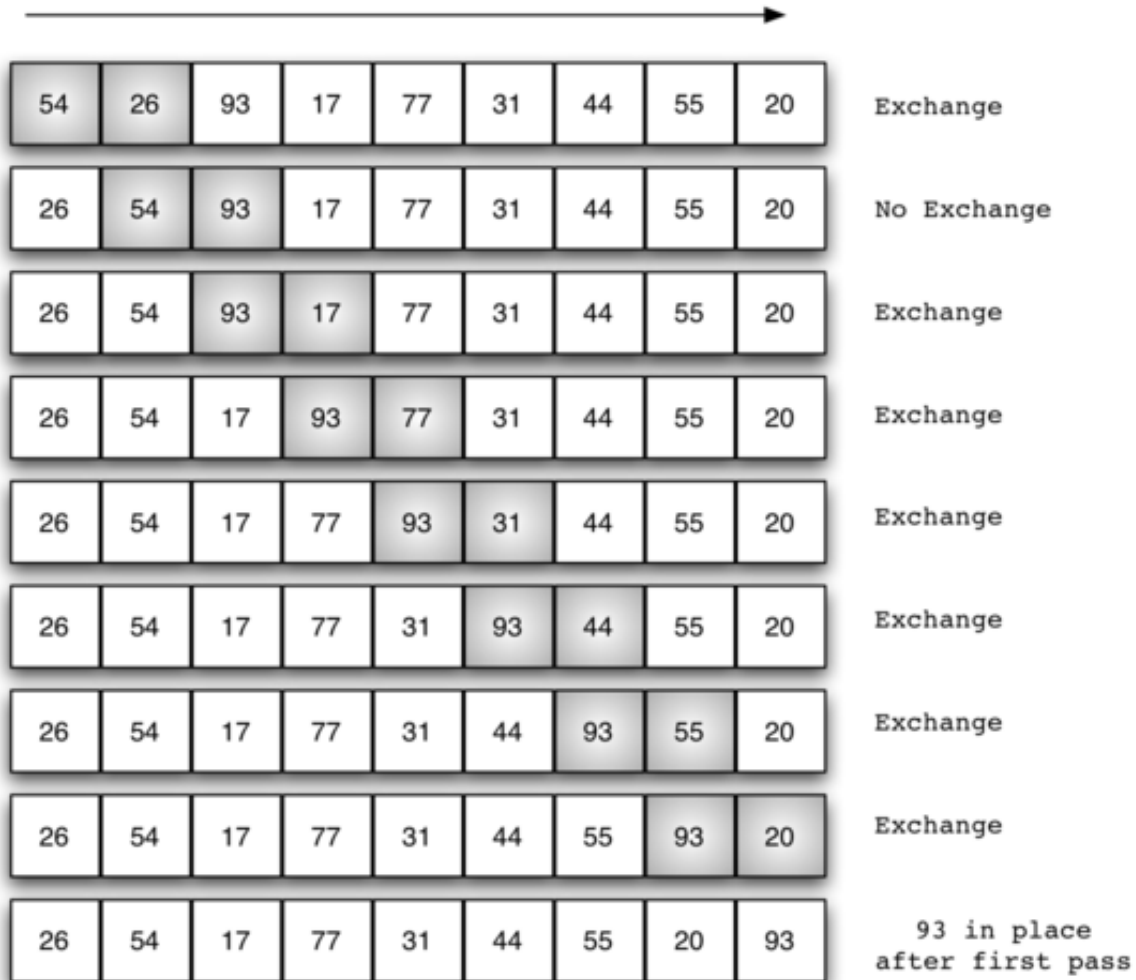 54 26 93 17 77 31 44 55 20 Exchange
26 54 93 17 77 31 44 55 20 No Exchange
26 54 93 17 77 31 44 55 20 Exchange
26 54 17 93 77 31 44 55 20 Exchange
26 54 17 77 93 31 44 55 20 Exchange
26 54 17 77 31 93 44 55 20 Exchange
26 54 17 77 31 44 93 55 20 Exchange
26 54 17 77 31 44 55 93 20 Exchange
26 54 17 77 31 44 55 20 93 93 in place
after first pass